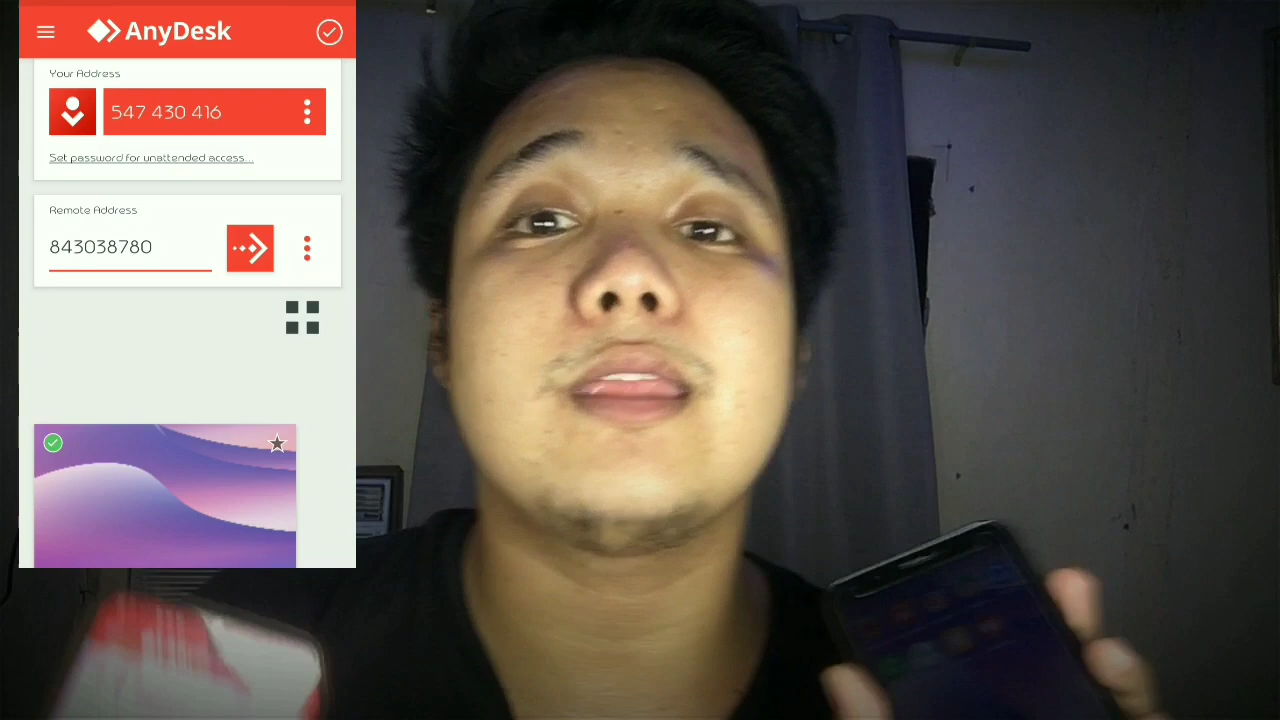 AnyDesk
Your Address
547 430 416
Set password for unattended access...
Remote Address
843038780